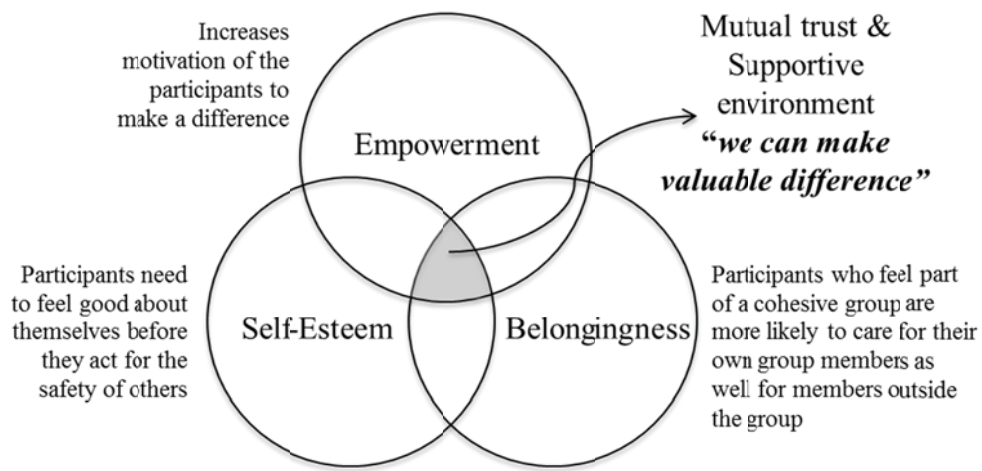 Increases
motivation of the
participants to
make a difference
Mutual trust &
Supportive
environment
“we can make
valuable difference”
Empowerment
Participants need
to feel good about
themselves before
they act for the
safety of others
Self-Esteem
Belongingness
Participants who feel part
of a cohesive group are
more likely to care for their
own group members as
well for members outside
the group